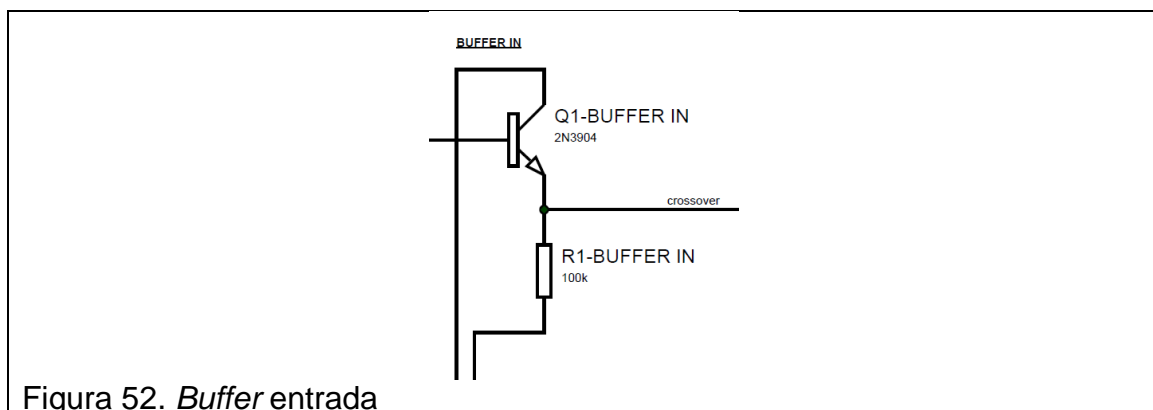 BUFFER IN
Q1-BUFFER IN
2N3904
crossover
R1-BUFFER IN
100k
Figura 52. Buffer entrada